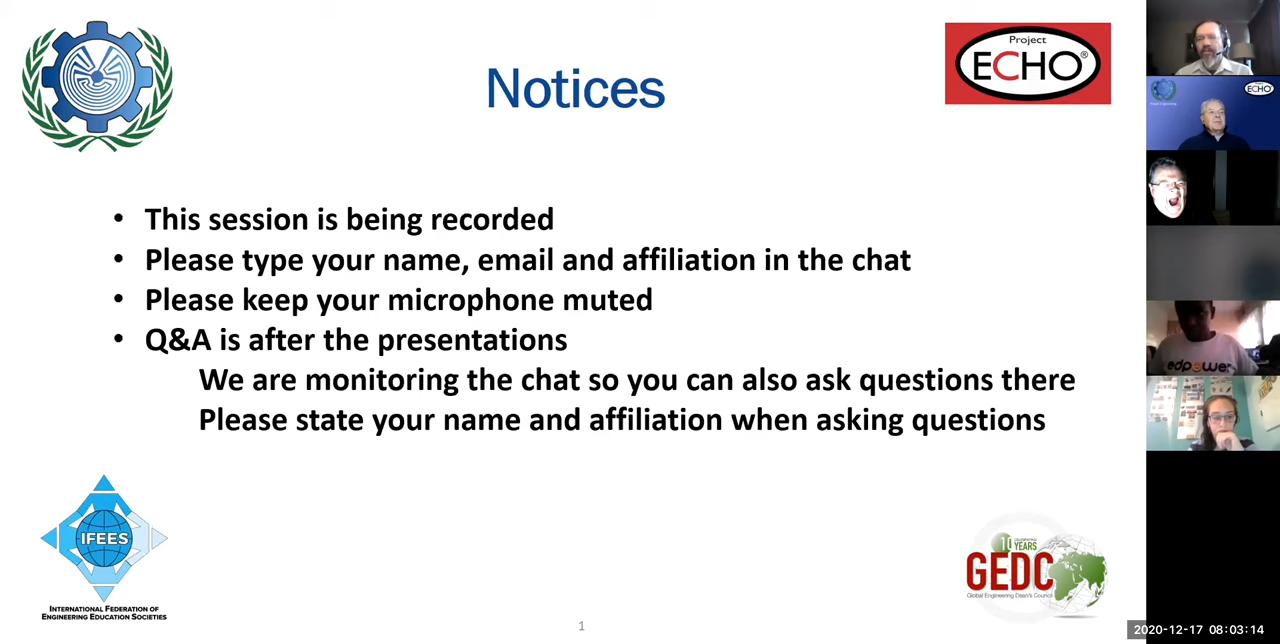 Project
ECHO®
Notices
ECHO
• This session is being recorded
• Please type your name, email and affiliation in the chat
• Please keep your microphone muted
• Q&A is after the presentations
We are monitoring the chat so you can also ask questions there
Please state your name and affiliation when asking questions
edpower
IFEES
INTERNATIONAL FEDERATION OF
ENGINEERING EDUCATION SOCIETIES
10
YEARS
GEDC
Global Engineering Dean's Council
1
2020-12-17 08:03:14